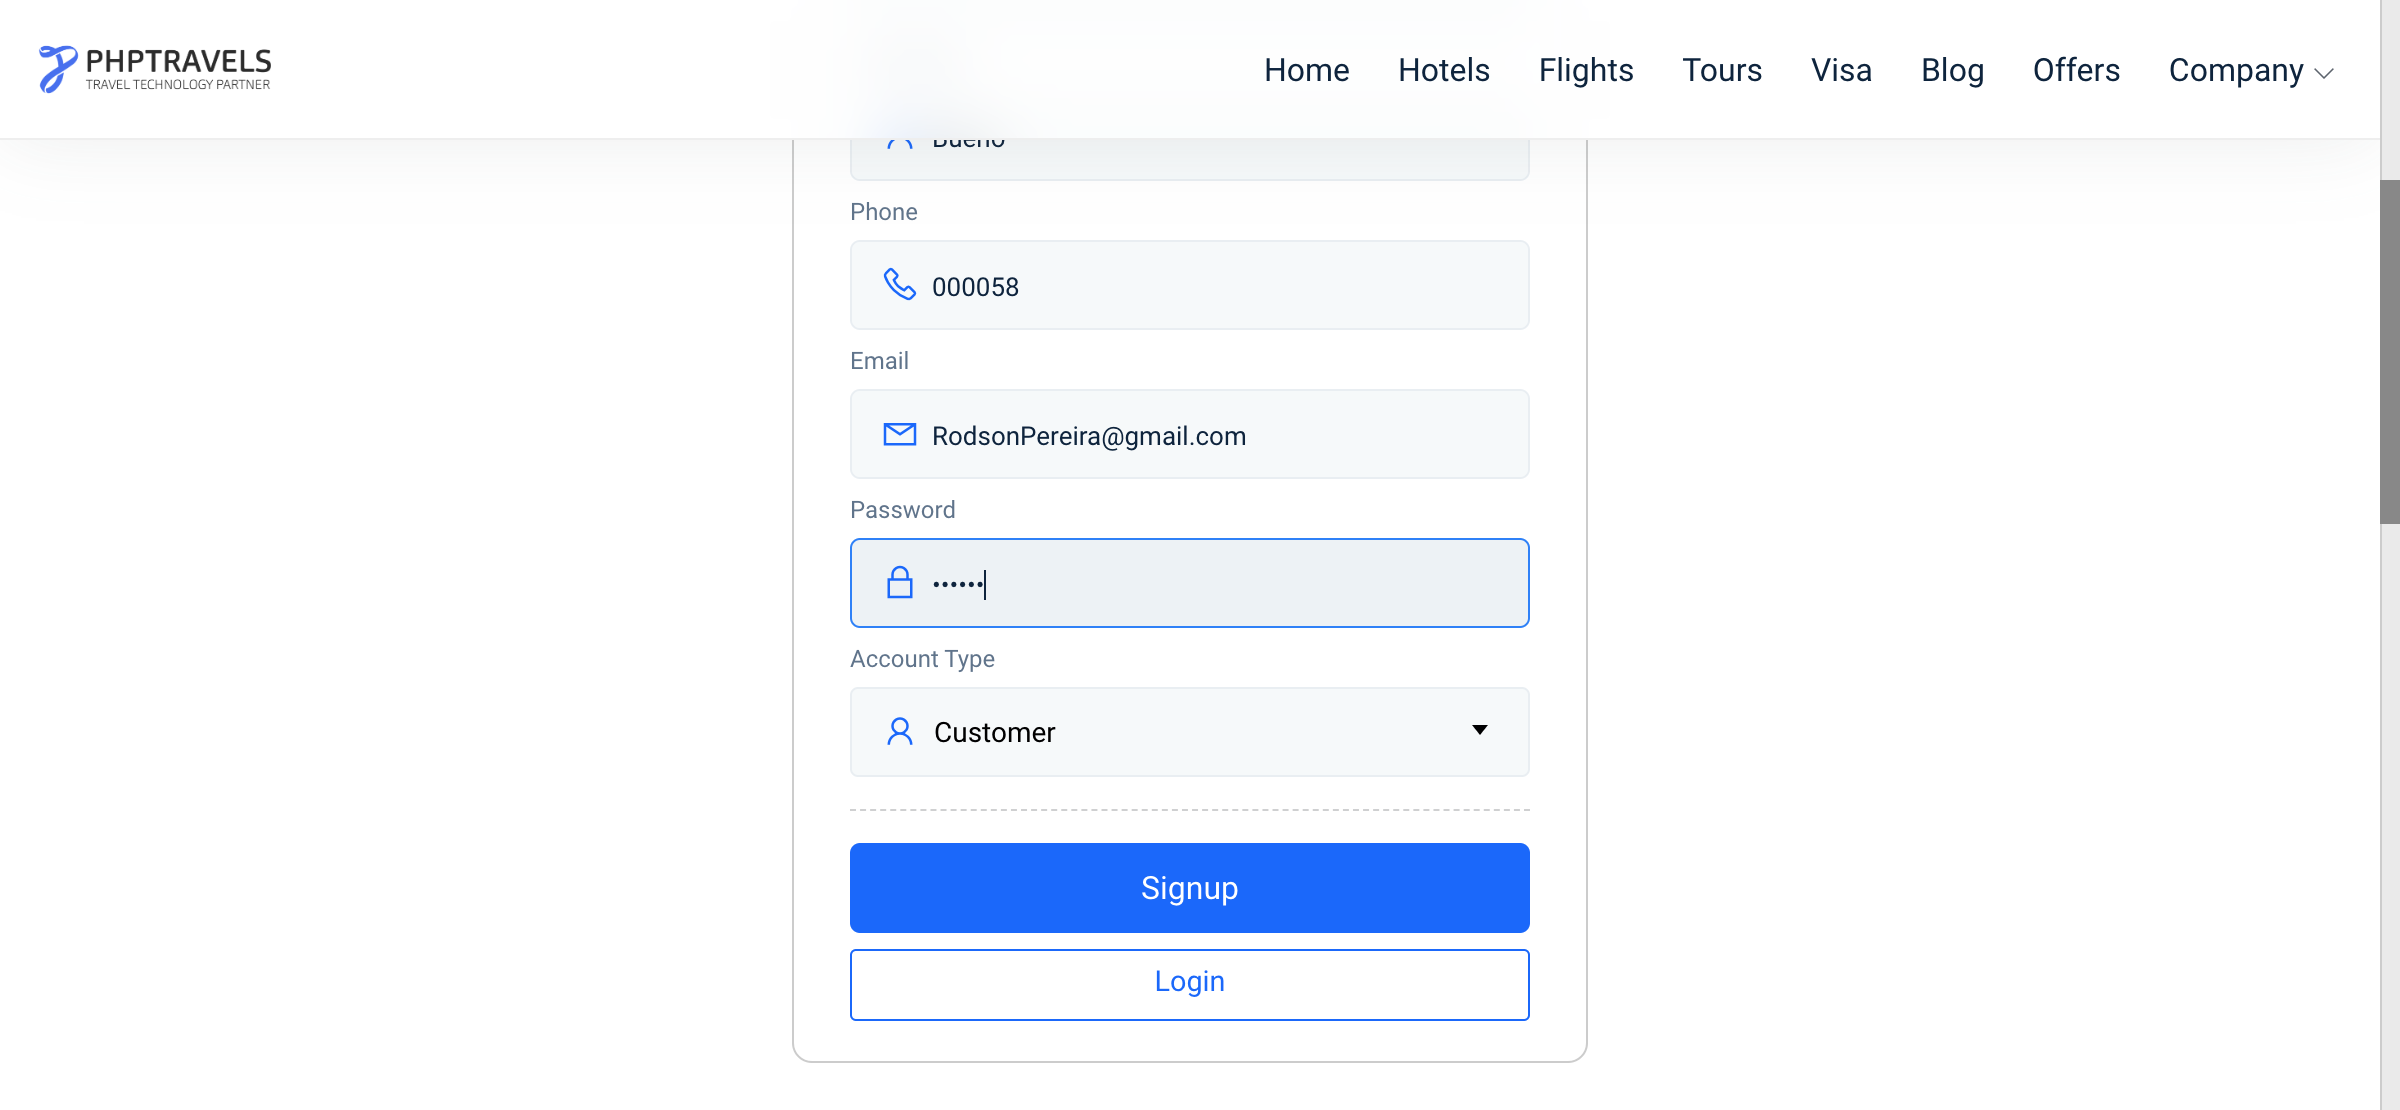 PHPTRAVELS
TRAVEL TECHNOLOGY PARTNER
Home Hotels Flights Tours Visa Blog Offers Company
Bueno
Phone
000058
Email
RodsonPereira@gmail.com
Password
••••••
Account Type
Customer
Signup
Login